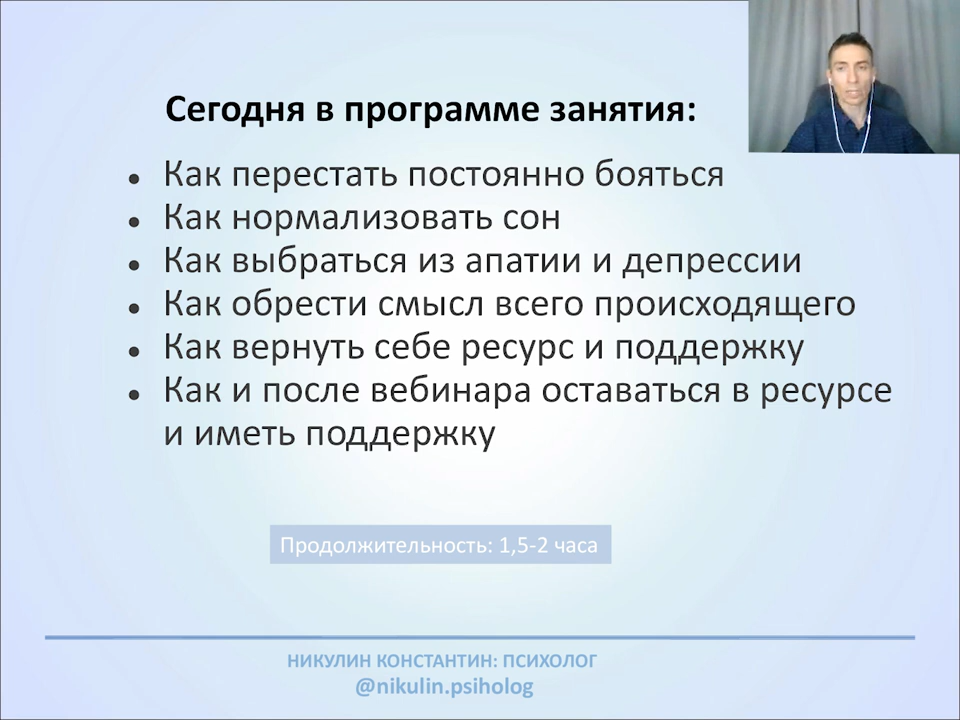 Сегодня в программе занятия:
• Как перестать постоянно бояться
• Как нормализовать сон
• Как выбраться из апатии и депрессии
• Как обрести смысл всего происходящего
• Как вернуть себе ресурс и поддержку
• Как и после вебинара оставаться в ресурсе
и иметь поддержку
Продолжительность: 1,5-2 часа
НИКУЛИН КОНСТАНТИН: ПСИХОЛОГ
@nikulin.psiholog